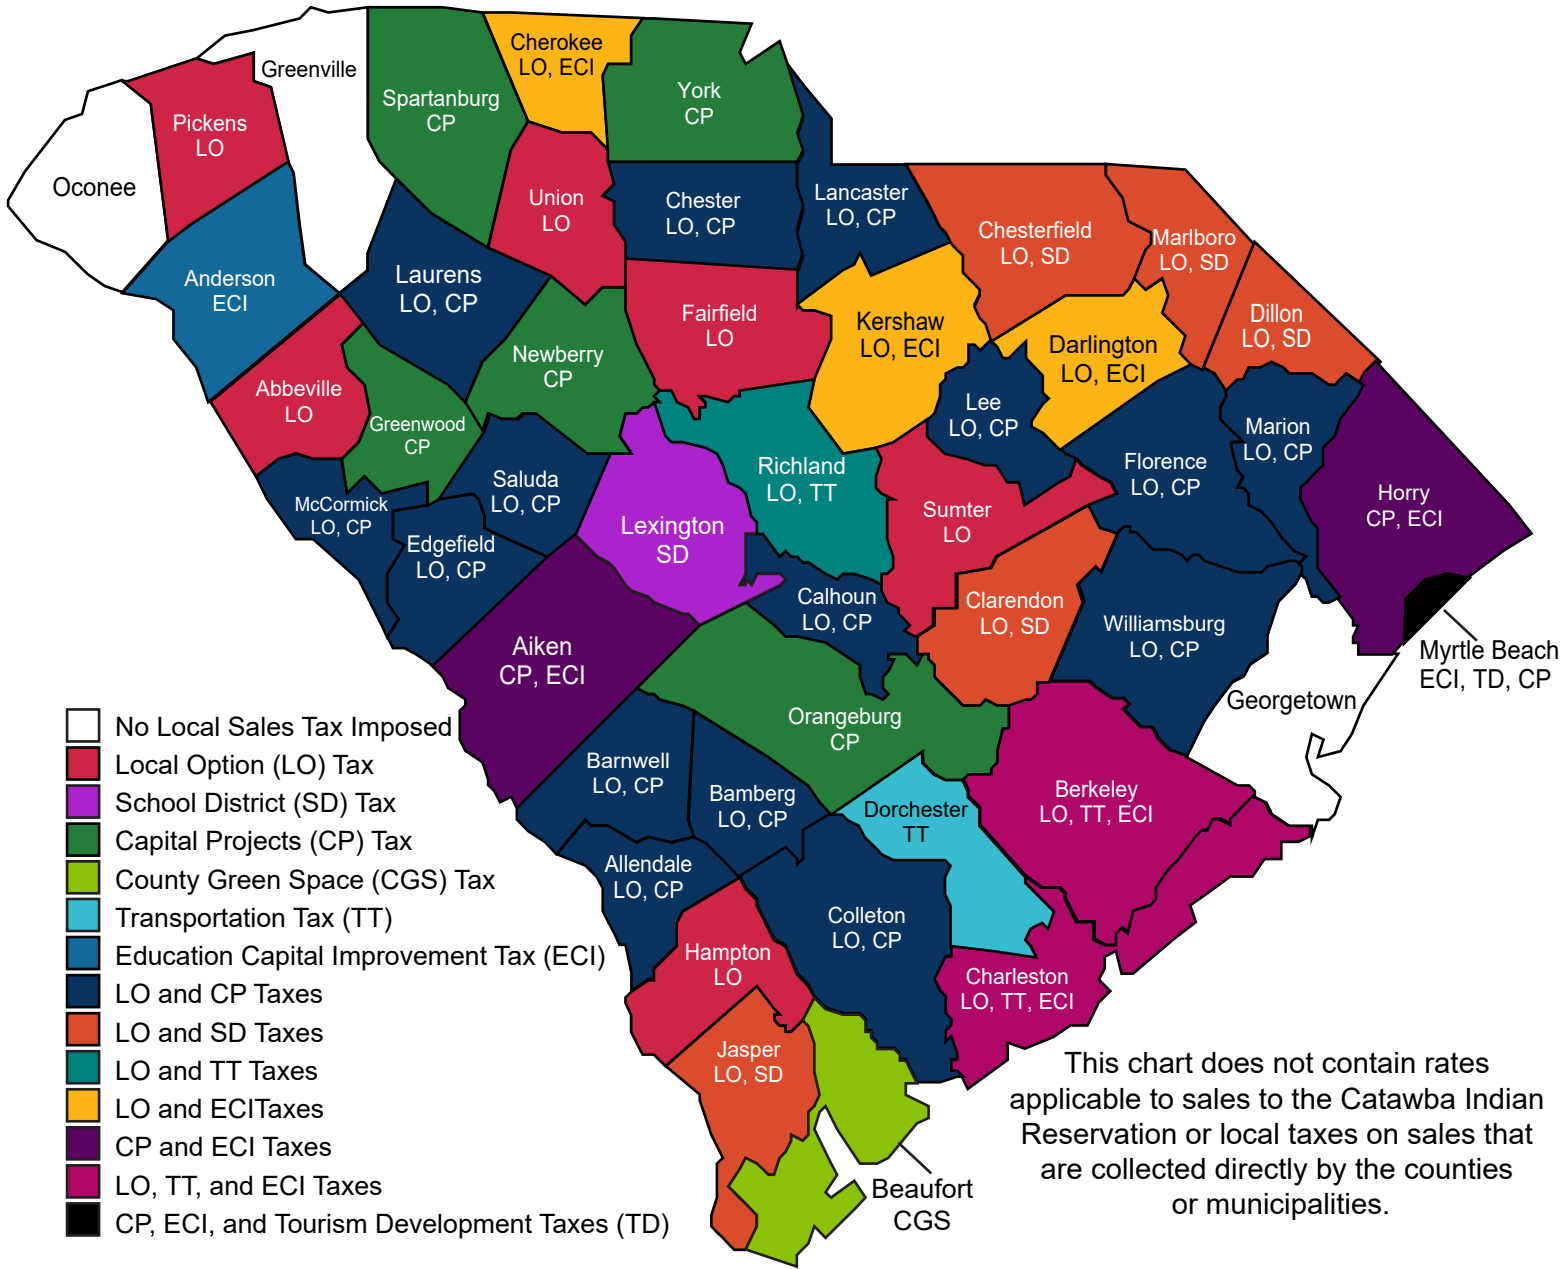 Cherokee
LO, ECI
Greenville
Spartanburg
CP
York
CP
Pickens
LO
Oconee
Union
LO
Chester
LO, CP
Lancaster
LO, CP
Chesterfield
LO, SD
Marlboro
LO, SD
Anderson
ECI
Laurens
LO, CP
Fairfield
LO
Kershaw
LO, ECI
Dillon
LO, SD
Newberry
CP
Darlington
LO, ECI
Abbeville
LO
Greenwood
CP
Lee
LO, CP
Marion
LO, CP
Richland
LO, TT
Florence
LO, CP
Saluda
LO, CP
Horry
CP, ECI
McCormick
LO, CP
Sumter
LO
Lexington
SD
Edgefield
LO, CP
Calhoun
LO, CP
Clarendon
LO, SD
Williamsburg
LO, CP
Aiken
CP, ECI
Myrtle Beach
ECI, TD, CP
Georgetown
Orangeburg
CP
Barnwell
LO, CP
Bamberg
LO, CP
Dorchester
TT
Berkeley
LO, TT, ECI
Allendale
LO, CP
Colleton
LO, CP
Hampton
LO
Charleston
LO, TT, ECI
Jasper
LO, SD
Beaufort
CGS
No Local Sales Tax Imposed
Local Option (LO) Tax
School District (SD) Tax
Capital Projects (CP) Tax
County Green Space (CGS) Tax
Transportation Tax (TT)
Education Capital Improvement Tax (ECI)
LO and CP Taxes
LO and SD Taxes
LO and TT Taxes
LO and ECITaxes
CP and ECI Taxes
LO, TT, and ECI Taxes
CP, ECI, and Tourism Development Taxes (TD)
This chart does not contain rates
applicable to sales to the Catawba Indian
Reservation or local taxes on sales that
are collected directly by the counties
or municipalities.